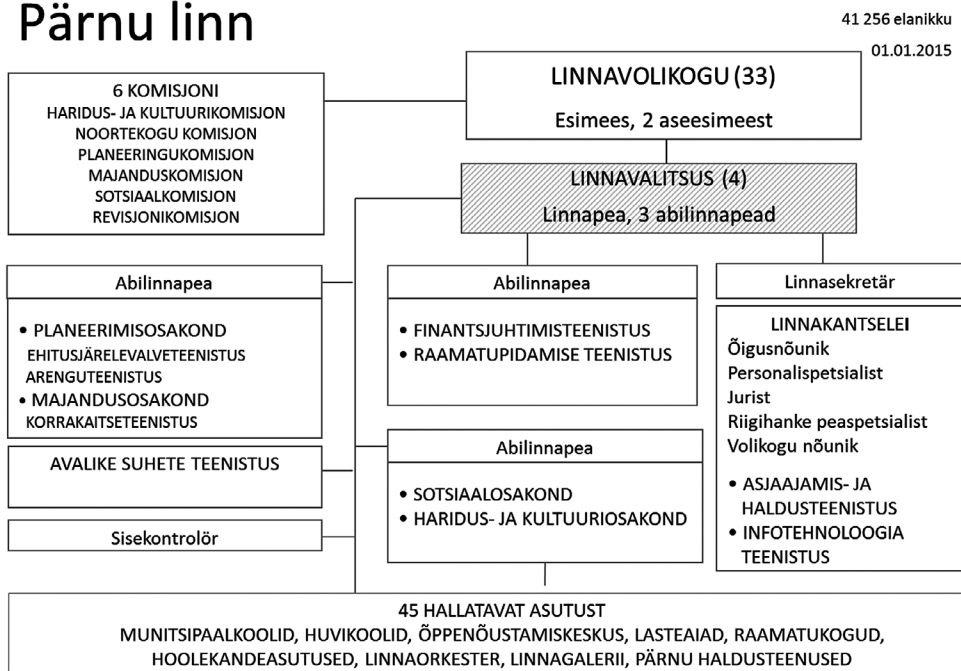 Pärnu linn
41 256 elanikku
01.01.2015
6 KOMISJONI
HARIDUS- JA KULTUURIKOMISJON
NOORTEKOGU KOMISJON
PLANEERINGUKOMISJON
MAJANDUSKOMISJON
SOTSIAALKOMISJON
REVISJONIKOMISJON
LINNAVOLIKOGU (33)
Esimees, 2 aseesimeest
LINNAVALITSUS (4)
Linnapea, 3 abilinnapead
Abilinnapea
• PLANEERIMISOSAKOND
EHITUSJÄRELEVALVETEENISTUS
ARENGUTEENISTUS
• MAJANDUSOSAKOND
KORRAKAITSETEENISTUS
AVALIKE SUHETE TEENISTUS
Sisekontrolör
Abilinnapea
• FINANTSJUHTIMISTEENISTUS
• RAAMATUPIDAMISE TEENISTUS
Abilinnapea
• SOTSIAALOSAKOND
• HARIDUS- JA KULTUURIOSAKOND
Linnasekretär
LINNAKANTSELEI
Õigusnõunik
Personalispetsialist
Jurist
Riigihanke peaspetsialist
Volikogu nõunik
• ASJAAJAMIS- JA
HALDUSTEENISTUS
• INFOTEHNOLOOGIA
TEENISTUS
45 HALLATAVAT ASUTUST
MUNITSIPAALKOOLID, HUVIKOOLID, ÕPPENÕUSTAMISKESKUS, LASTEAIAD, RAAMATUKOGUD,
HOOLEKANDEASUTUSED, LINNAORKESTER, LINNAGALERII, PÄRNU HALDUSTEENUSED